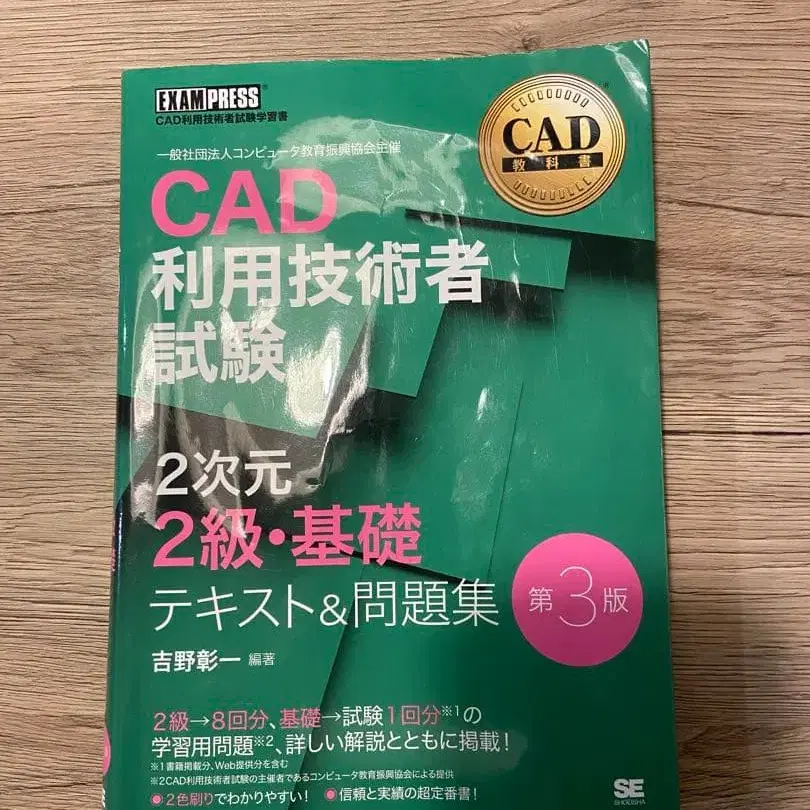 EXAMPRESS®
CAD利用技術者試験学習書
CAD
教科書
®
一般社団法人コンピュータ教育振興協会主催
CAD
利用技術者
試験
2次元
2級・基礎
テキスト&問題集
第3版
吉野彰一 編著
2級→8回分、基礎→試験1回分※1の
学習用問題※2、詳しい解説とともに掲載!
※1書籍掲載分、Web提供分を含む
※2CAD利用技術者試験の主催者であるコンピュータ教育振興協会による提供
●2色刷りでわかりやすい! ●信頼と実績の超定番書!
SE
SHOEISHA